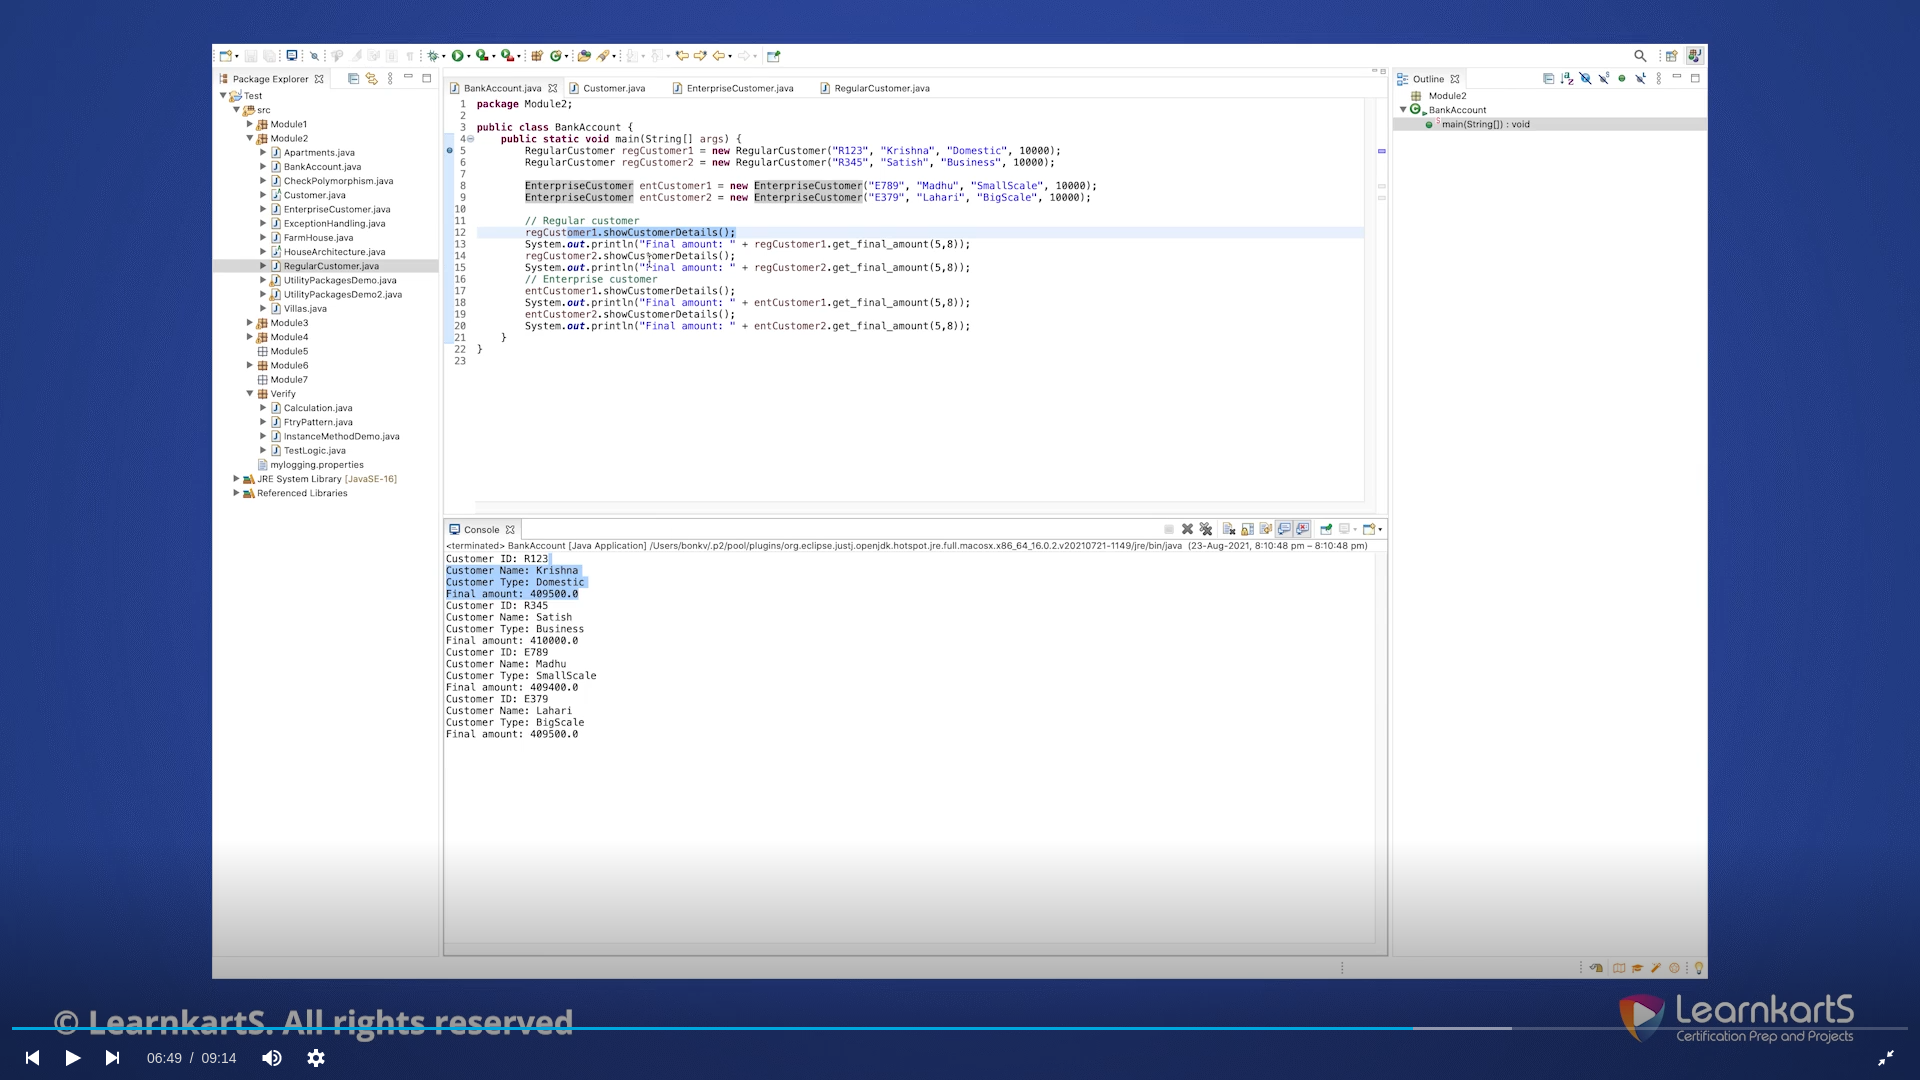 Package Explorer
Test
src
Module1
Module2
Apartments.java
BankAccount.java
CheckPolymorphism.java
Customer.java
EnterpriseCustomer.java
ExceptionHandling.java
FarmHouse.java
HouseArchitecture.java
RegularCustomer.java
UtilityPackagesDemo.java
UtilityPackagesDemo2.java
Villas.java
Module3
Module4
Module5
Module6
Module7
Verify
Calculation.java
FtryPattern.java
InstanceMethodDemo.java
TestLogic.java
mylogging.properties
JRE System Library [JavaSE-16]
Referenced Libraries
BankAccount.java Customer.java EnterpriseCustomer.java RegularCustomer.java
1 package Module2;
2
3 public class BankAccount {
4 public static void main(String[] args) {
5 RegularCustomer regCustomer1 = new RegularCustomer("R123", "Krishna", "Domestic", 10000);
6 RegularCustomer regCustomer2 = new RegularCustomer("R345", "Satish", "Business", 10000);
7
8 EnterpriseCustomer entCustomer1 = new EnterpriseCustomer("E789", "Madhu", "SmallScale", 10000);
9 EnterpriseCustomer entCustomer2 = new EnterpriseCustomer("E379", "Lahari", "BigScale", 10000);
10
11 // Regular customer
12 regCustomer1.showCustomerDetails();
13 System.out.println("Final amount: " + regCustomer1.get_final_amount(5,8));
14 regCustomer2.showCustomerDetails();
15 System.out.println("Final amount: " + regCustomer2.get_final_amount(5,8));
16 // Enterprise customer
17 entCustomer1.showCustomerDetails();
18 System.out.println("Final amount: " + entCustomer1.get_final_amount(5,8));
19 entCustomer2.showCustomerDetails();
20 System.out.println("Final amount: " + entCustomer2.get_final_amount(5,8));
21 }
22 }
23
Outline
Module2
BankAccount
main(String[]) : void
Console
<terminated> BankAccount [Java Application] /Users/bonkv/.p2/pool/plugins/org.eclipse.justj.openjdk.hotspot.jre.full.macosx.x86_64_16.0.2.v20210721-1149/jre/bin/java (23-Aug-2021, 8:10:48 pm – 8:10:48 pm)
Customer ID: R123
Customer Name: Krishna
Customer Type: Domestic
Final amount: 409500.0
Customer ID: R345
Customer Name: Satish
Customer Type: Business
Final amount: 410000.0
Customer ID: E789
Customer Name: Madhu
Customer Type: SmallScale
Final amount: 409400.0
Customer ID: E379
Customer Name: Lahari
Customer Type: BigScale
Final amount: 409500.0
© LearnkartS. All rights reserved
LearnkartS
Certification Prep and Projects
06:49 / 09:14